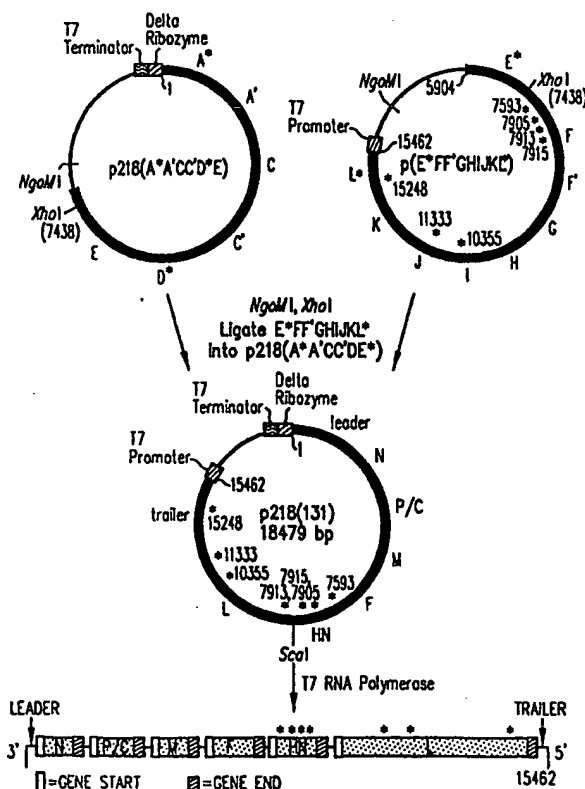 T7 Terminator
Delta Ribozyme
1
A*
A'
C
C'
D*
E
XhoI (7438)
NgoMI
p218(A*A'CC'D*E)
E*
XhoI (7438)
5904
NgoMI
T7 Promoter
15462
7593*
7905*
7913*
7915*
F
F'
G
H
I
J
K
L*
*15248
11333*
*10355
p(E*FF'GHIJKL')
NgoMI, XhoI
Ligate E*FF'GHIJKL*
into p218(A*A'CC'DE*)
T7 Terminator
Delta Ribozyme
1
leader
N
P/C
M
F
HN
L
trailer
T7 Promoter
15462
p218(131)
18479 bp
*15248
*11333
*10355
7915,
7913,7905
7593
* * * *
ScaI
T7 RNA Polymerase
LEADER
TRAILER
* * * * * * *
3'
N
P/C
M
F
HN
L
5'
15462
=GENE START
=GENE END